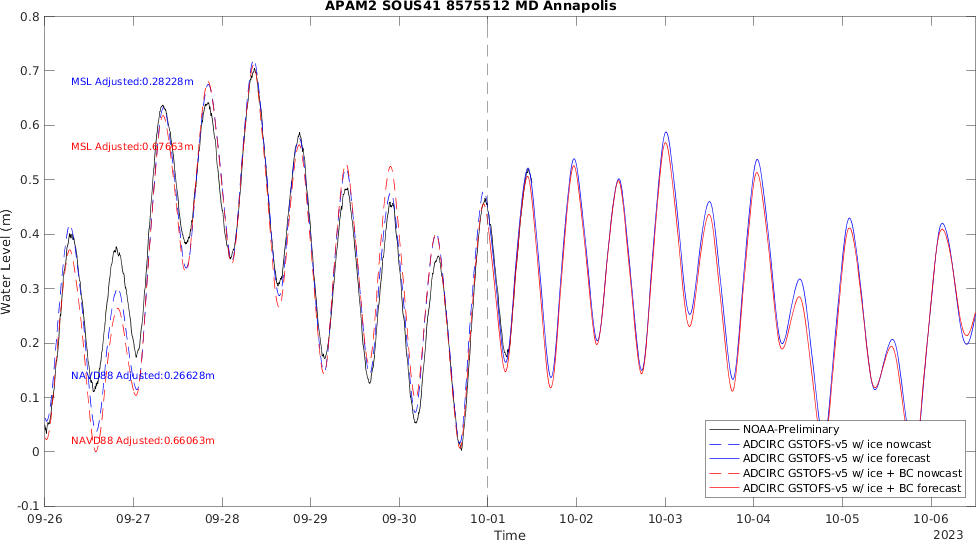 APAM2 SOUS41 8575512 MD Annapolis
0.8
0.7
0.6
0.5
0.4
0.3
0.2
0.1
0
-0.1
Water Level (m)
MSL Adjusted:0.28228m
MSL Adjusted:0.67663m
NAVD88 Adjusted:0.26628m
NAVD88 Adjusted:0.66063m
NOAA-Preliminary
ADCIRC GSTOFS-v5 w/ ice nowcast
ADCIRC GSTOFS-v5 w/ ice forecast
ADCIRC GSTOFS-v5 w/ ice + BC nowcast
ADCIRC GSTOFS-v5 w/ ice + BC forecast
09-26 09-27 09-28 09-29 09-30 10-01 10-02 10-03 10-04 10-05 10-06
Time
2023